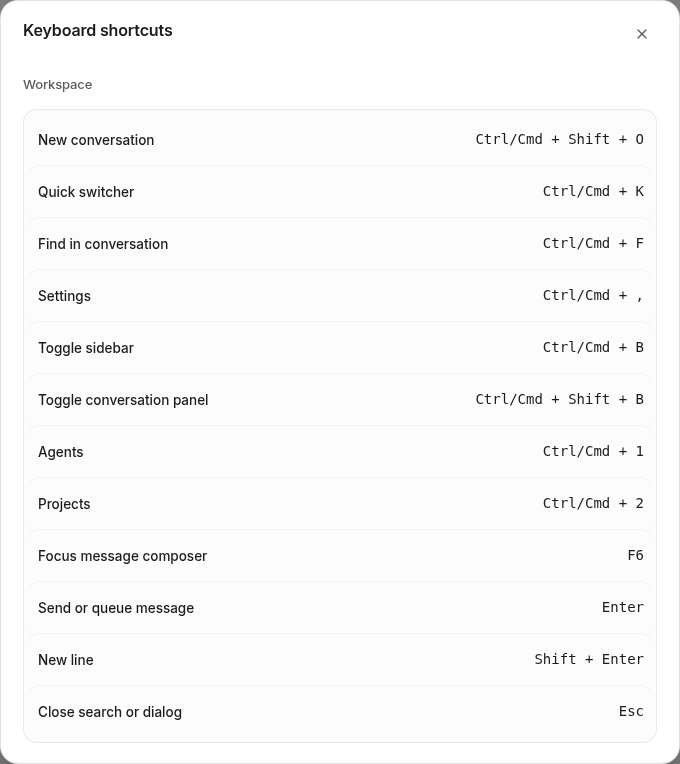 Keyboard shortcuts
Workspace
New conversation Ctrl/Cmd + Shift + O
Quick switcher Ctrl/Cmd + K
Find in conversation Ctrl/Cmd + F
Settings Ctrl/Cmd + ,
Toggle sidebar Ctrl/Cmd + B
Toggle conversation panel Ctrl/Cmd + Shift + B
Agents Ctrl/Cmd + 1
Projects Ctrl/Cmd + 2
Focus message composer F6
Send or queue message Enter
New line Shift + Enter
Close search or dialog Esc